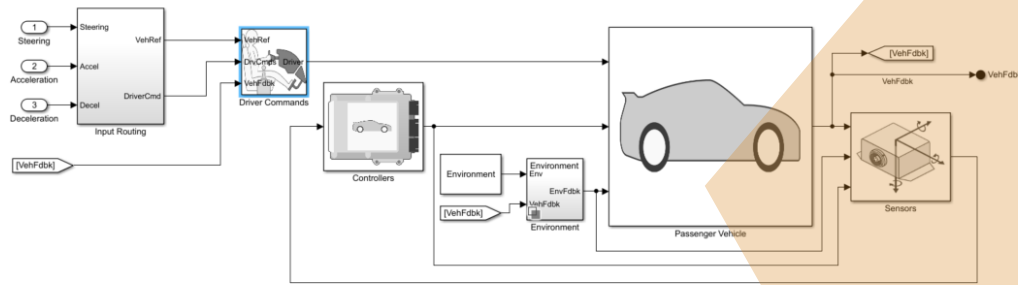 1
Steering
2
Acceleration
3
Deceleration
Steering
Accel
Decel
VehRef
DriverCmd
Input Routing
[VehFdbk]
VehRef
DrvCmds
Driver
VehFdbk
Driver Commands
Controllers
Environment
[VehFdbk]
Environment
Env
EnvFdbk
VehFdbk
Environment
Passenger Vehicle
[VehFdbk]
VehFdbk
VehFdb
Sensors